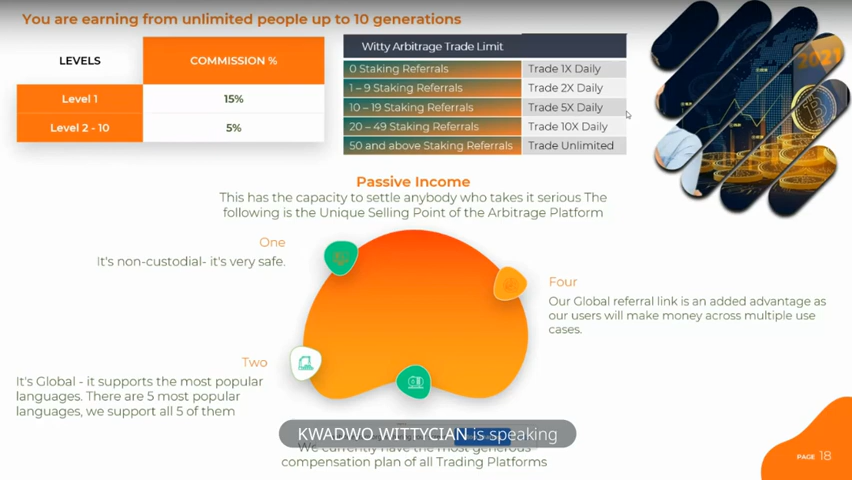 You are earning from unlimited people up to 10 generations
LEVELS
COMMISSION %
Level 1
15%
Level 2 - 10
5%
Witty Arbitrage Trade Limit
0 Staking Referrals
Trade 1X Daily
1 – 9 Staking Referrals
Trade 2X Daily
10 – 19 Staking Referrals
Trade 5X Daily
20 – 49 Staking Referrals
Trade 10X Daily
50 and above Staking Referrals
Trade Unlimited
2021
Passive Income
This has the capacity to settle anybody who takes it serious The
following is the Unique Selling Point of the Arbitrage Platform
One
It's non-custodial- it's very safe.
Four
Our Global referral link is an added advantage as
our users will make money across multiple use
cases.
Two
It's Global - it supports the most popular
languages. There are 5 most popular
languages, we support all 5 of them
KWADWO WITTYCIAN is speaking
We currently have the most generous
compensation plan of all Trading Platforms
PAGE 18